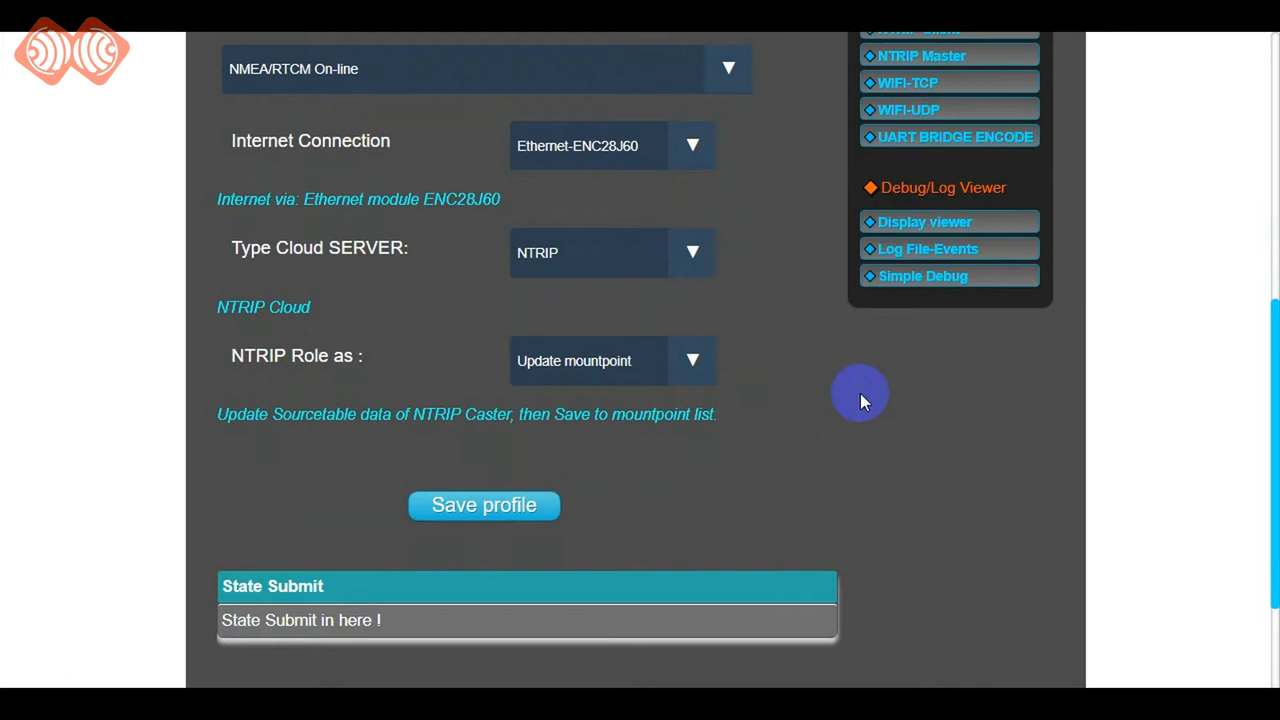 NMEA/RTCM On-line
Internet Connection
Ethernet-ENC28J60
Internet via: Ethernet module ENC28J60
Type Cloud SERVER:
NTRIP
NTRIP Cloud
NTRIP Role as :
Update mountpoint
Update Sourcetable data of NTRIP Caster, then Save to mountpoint list.
Save profile
State Submit
State Submit in here !
NTRIP Master
WIFI-TCP
WIFI-UDP
UART BRIDGE ENCODE
Debug/Log Viewer
Display viewer
Log File-Events
Simple Debug